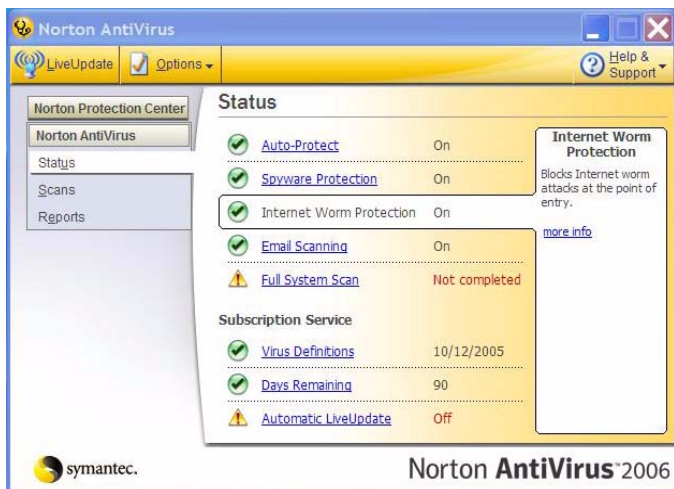 Norton AntiVirus
LiveUpdate
Options
Help &
Support
Norton Protection Center
Norton AntiVirus
Status
Scans
Reports
Status
Auto-Protect On
Spyware Protection On
Internet Worm Protection On
Email Scanning On
Full System Scan Not completed
Subscription Service
Virus Definitions 10/12/2005
Days Remaining 90
Automatic LiveUpdate Off
Internet Worm
Protection
Blocks Internet worm
attacks at the point of
entry.
more info
symantec.
Norton AntiVirus™ 2006